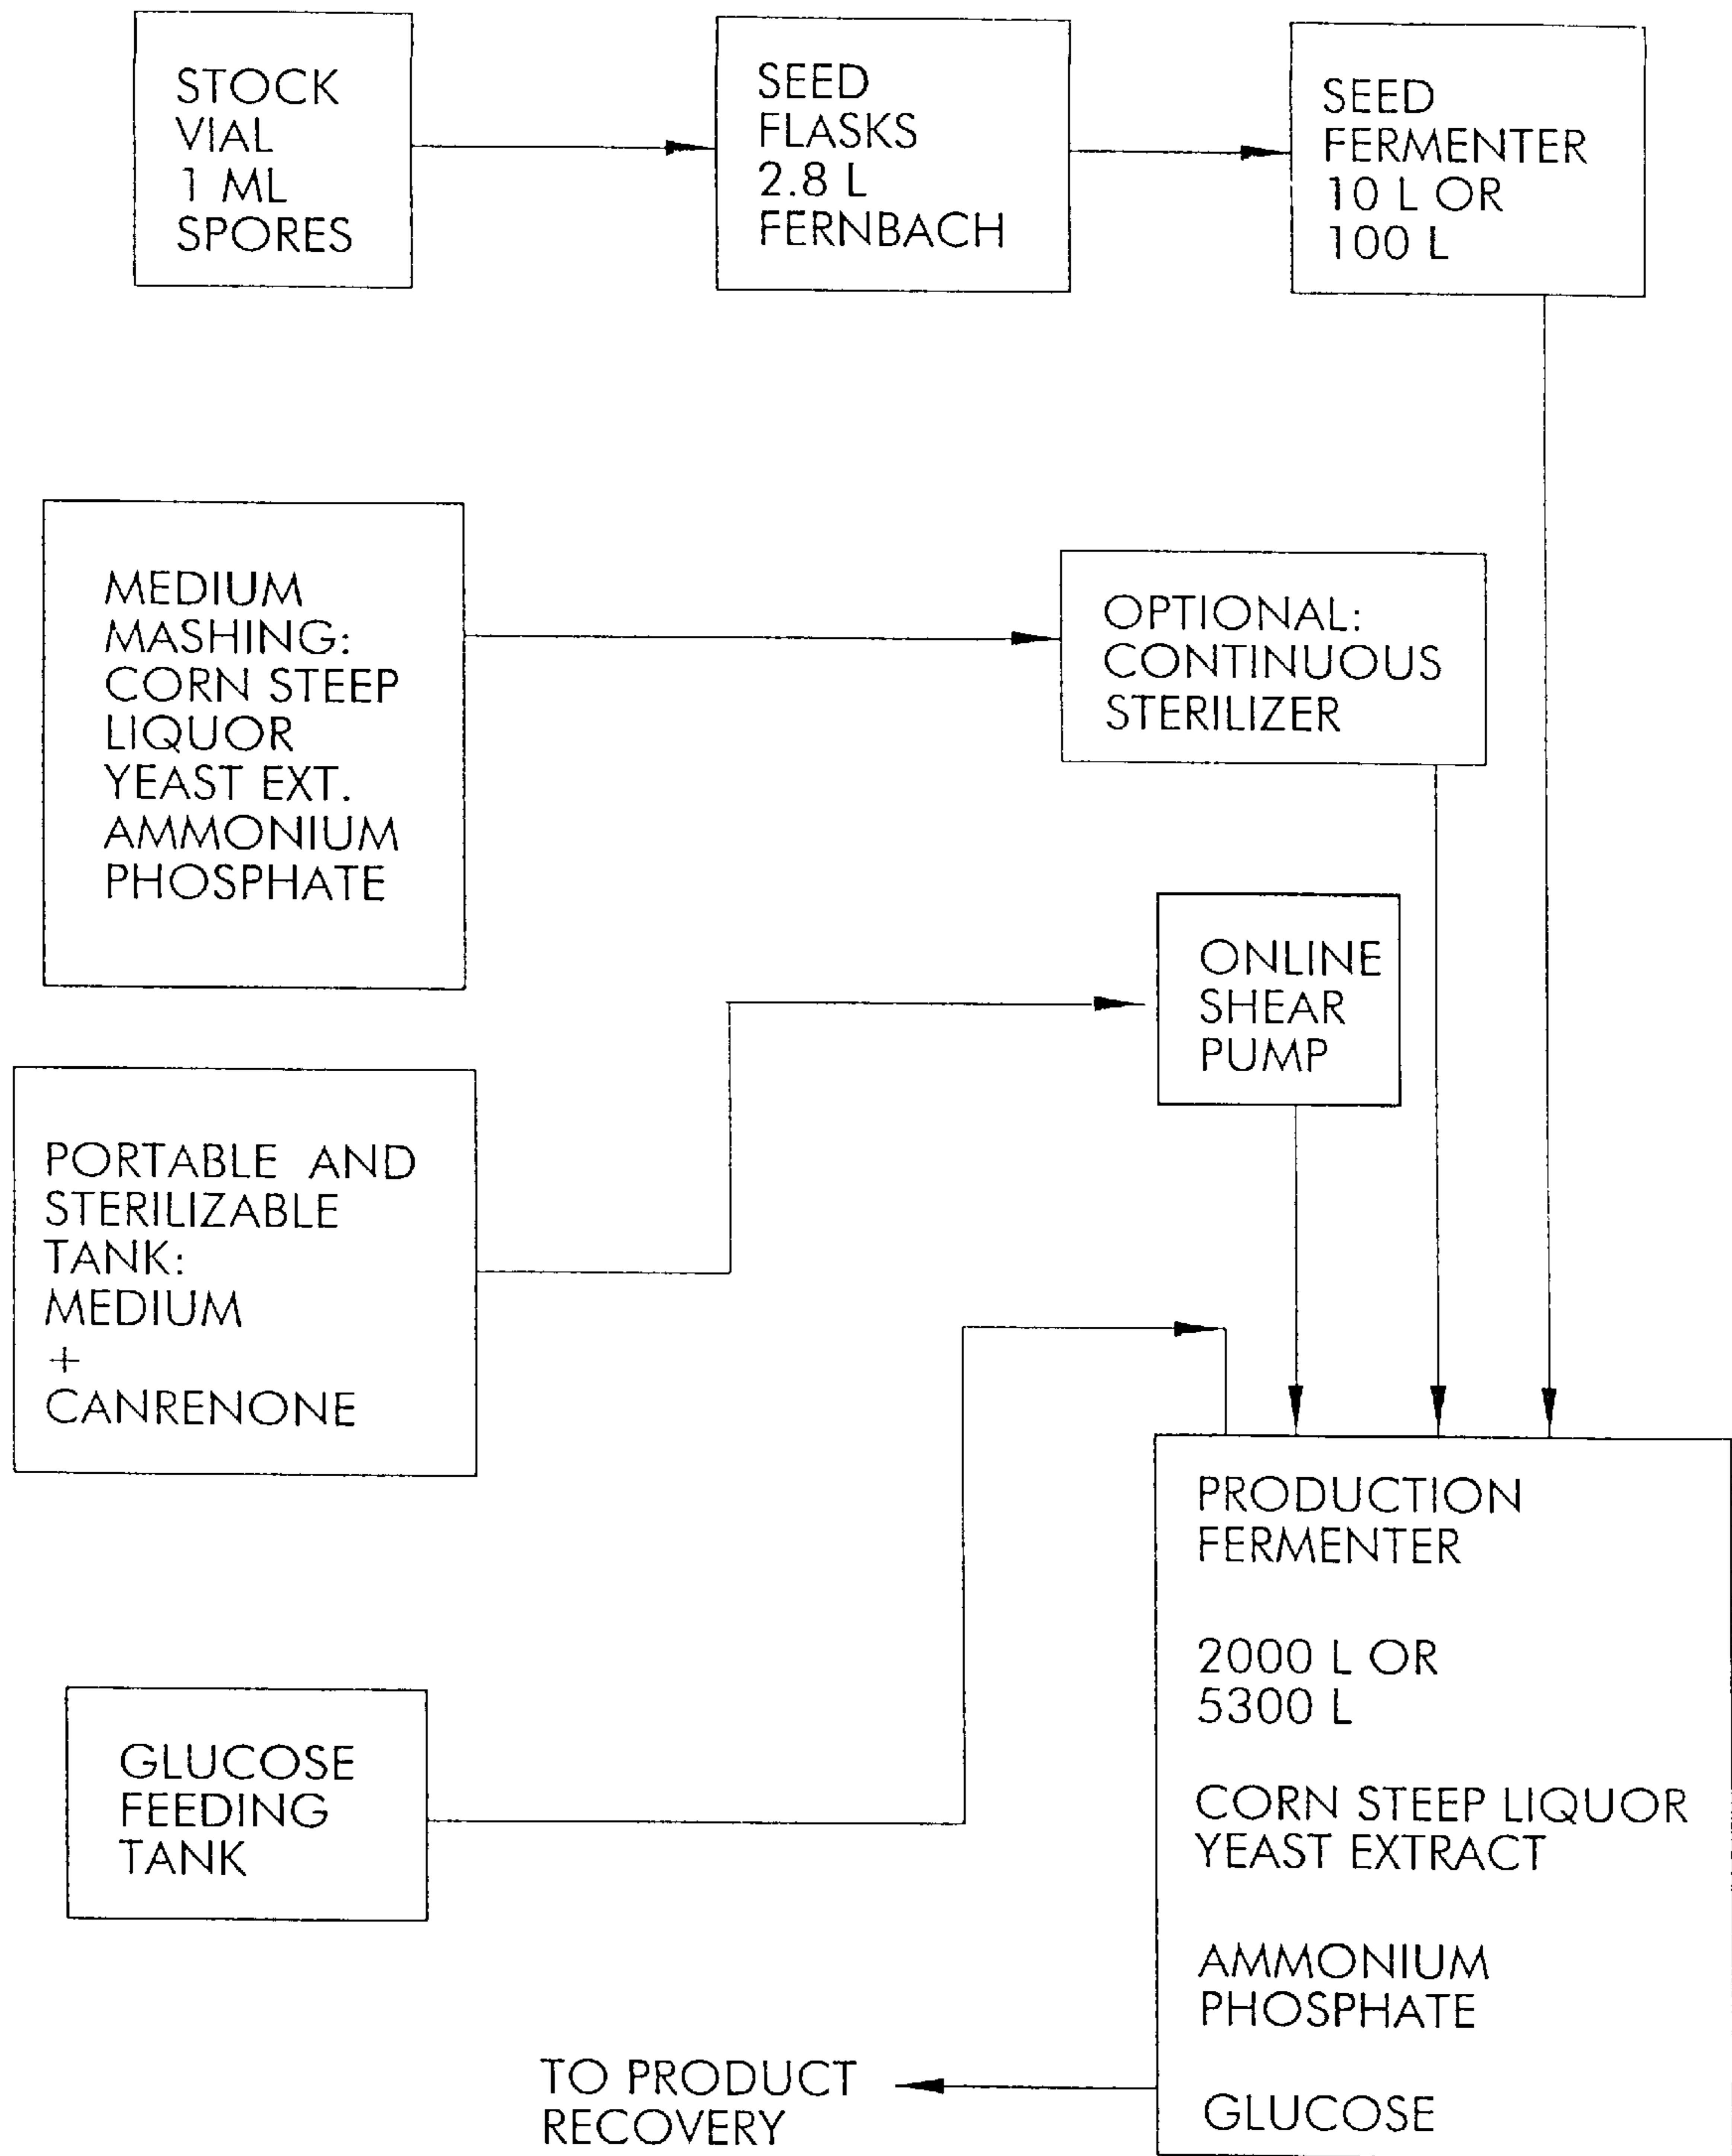 STOCK
VIAL
1 ML
SPORES
SEED
FLASKS
2.8 L
FERNBACH
SEED
FERMENTER
10 L OR
100 L
MEDIUM
MASHING:
CORN STEEP
LIQUOR
YEAST EXT.
AMMONIUM
PHOSPHATE
OPTIONAL:
CONTINUOUS
STERILIZER
ONLINE
SHEAR
PUMP
PORTABLE AND
STERILIZABLE
TANK:
MEDIUM
+
CANRENONE
GLUCOSE
FEEDING
TANK
PRODUCTION
FERMENTER
2000 L OR
5300 L
CORN STEEP LIQUOR
YEAST EXTRACT
AMMONIUM
PHOSPHATE
GLUCOSE
TO PRODUCT
RECOVERY